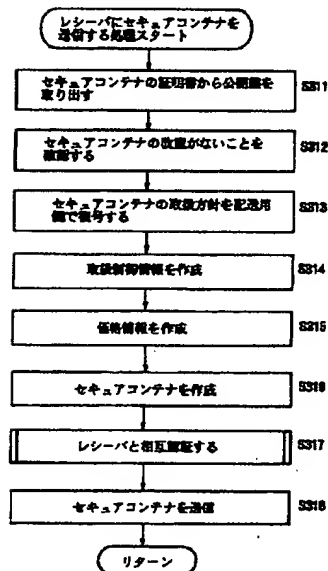 レシーバにセキュアコンテナを
送信する処理スタート
セキュアコンテナの証明書から公開鍵を
取り出す
S311
セキュアコンテナの改竄がないことを
確認する
S312
セキュアコンテナの取扱方針を配送用
鍵で復号する
S313
取扱制御情報を作成
S314
価格情報を作成
S315
セキュアコンテナを作成
S316
レシーバと相互認証する
S317
セキュアコンテナを送信
S318
リターン